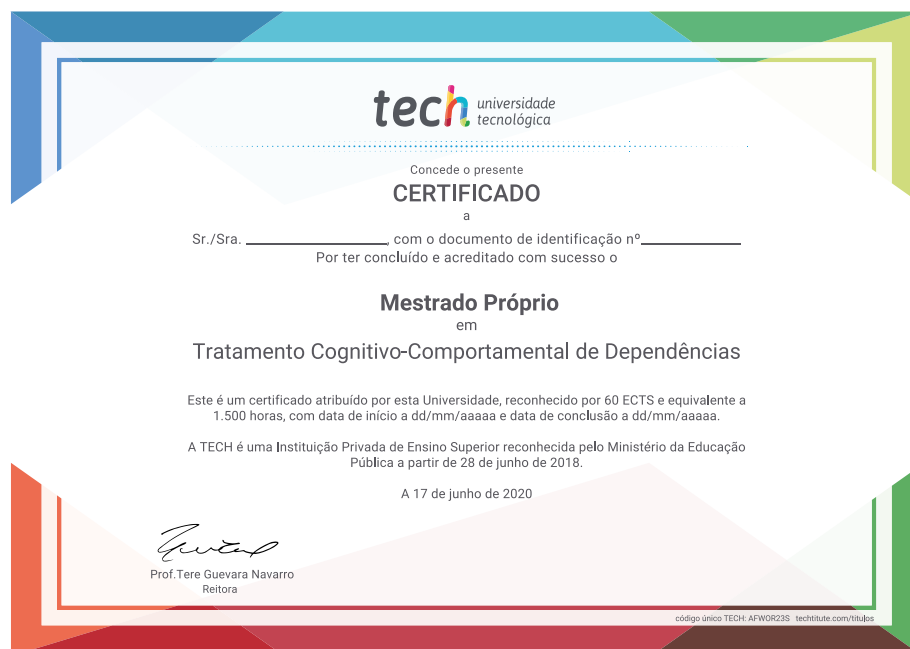 tech universidade
tecnológica
Concede o presente
CERTIFICADO
a
Sr./Sra. ____________________, com o documento de identificação nº______________
Por ter concluído e acreditado com sucesso o
Mestrado Próprio
em
Tratamento Cognitivo-Comportamental de Dependências
Este é um certificado atribuído por esta Universidade, reconhecido por 60 ECTS e equivalente a
1.500 horas, com data de início a dd/mm/aaaaa e data de conclusão a dd/mm/aaaaa.
A TECH é uma Instituição Privada de Ensino Superior reconhecida pelo Ministério da Educação
Pública a partir de 28 de junho de 2018.
A 17 de junho de 2020
Prof.Tere Guevara Navarro
Reitora
código único TECH: AFWOR23S techtitute.com/titulos